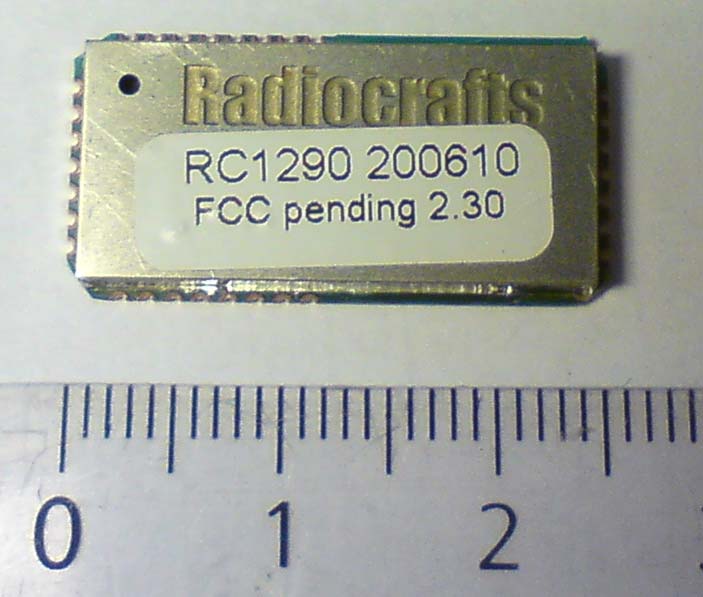 Radiocrafts
RC1290 200610
FCC pending 2.30
0 1 2